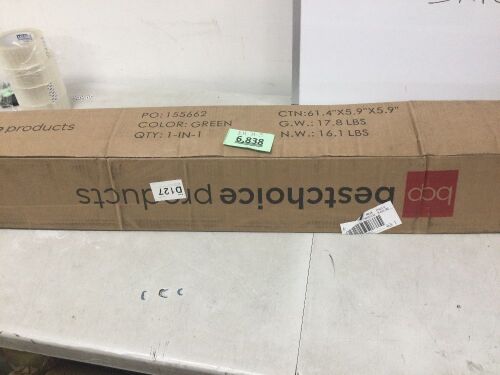 e products
PO: 155662
COLOR: GREEN
QTY: 1-IN-1
CTN:61.4"X5.9"X5.9"
G.W.: 17.8 LBS
N.W.: 16.1 LBS
6,838
D127
bcp
bestchoice products